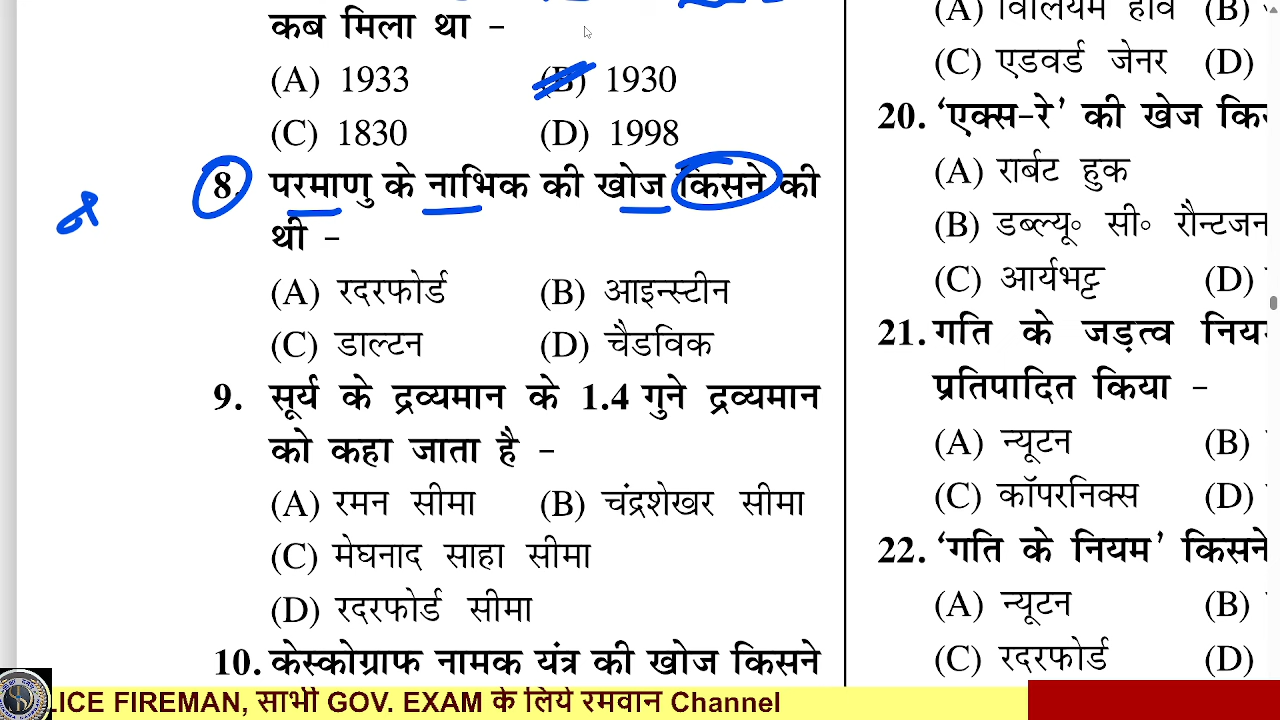 कब मिला था -
(A) 1933 (B) 1930
(C) 1830 (D) 1998
8. परमाणु के नाभिक की खोज किसने की
थी -
(A) रदरफोर्ड (B) आइन्स्टीन
(C) डाल्टन (D) चैडविक
9. सूर्य के द्रव्यमान के 1.4 गुने द्रव्यमान
को कहा जाता है -
(A) रमन सीमा (B) चंद्रशेखर सीमा
(C) मेघनाद साहा सीमा
(D) रदरफोर्ड सीमा
10. केस्कोग्राफ नामक यंत्र की खोज किसने
(A) विलियम हार्वे (B)
(C) एडवर्ड जेनर (D)
20. ‘एक्स-रे’ की खेज
(A) रार्बट हुक
(B) डब्ल्यू॰ सी॰ रौन्टजन
(C) आर्यभट्ट (D)
21. गति के जड़त्व नियम
प्रतिपादित किया -
(A) न्यूटन (B)
(C) कॉपरनिक्स (D)
22. ‘गति के नियम’ किसने
(A) न्यूटन (B)
(C) रदरफोर्ड (D)
LICE FIREMAN, साभी GOV. EXAM के लिये रमवान Channel